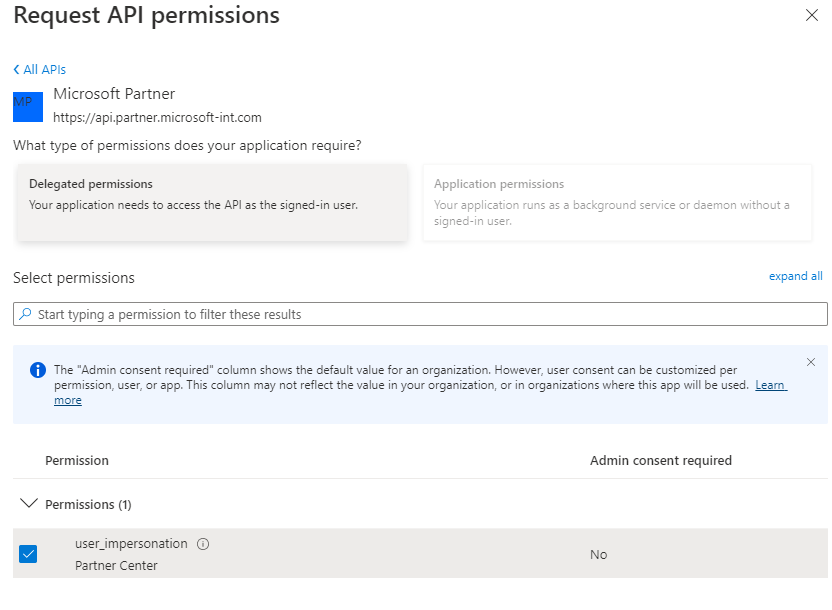 Request API permissions
All APIs
MP
Microsoft Partner
https://api.partner.microsoft-int.com
What type of permissions does your application require?
Delegated permissions
Your application needs to access the API as the signed-in user.
Application permissions
Your application runs as a background service or daemon without a
signed-in user.
Select permissions
expand all
Start typing a permission to filter these results
The "Admin consent required" column shows the default value for an organization. However, user consent can be customized per
permission, user, or app. This column may not reflect the value in your organization, or in organizations where this app will be used. Learn
more
Permission
Admin consent required
Permissions (1)
user_impersonation
Partner Center
No